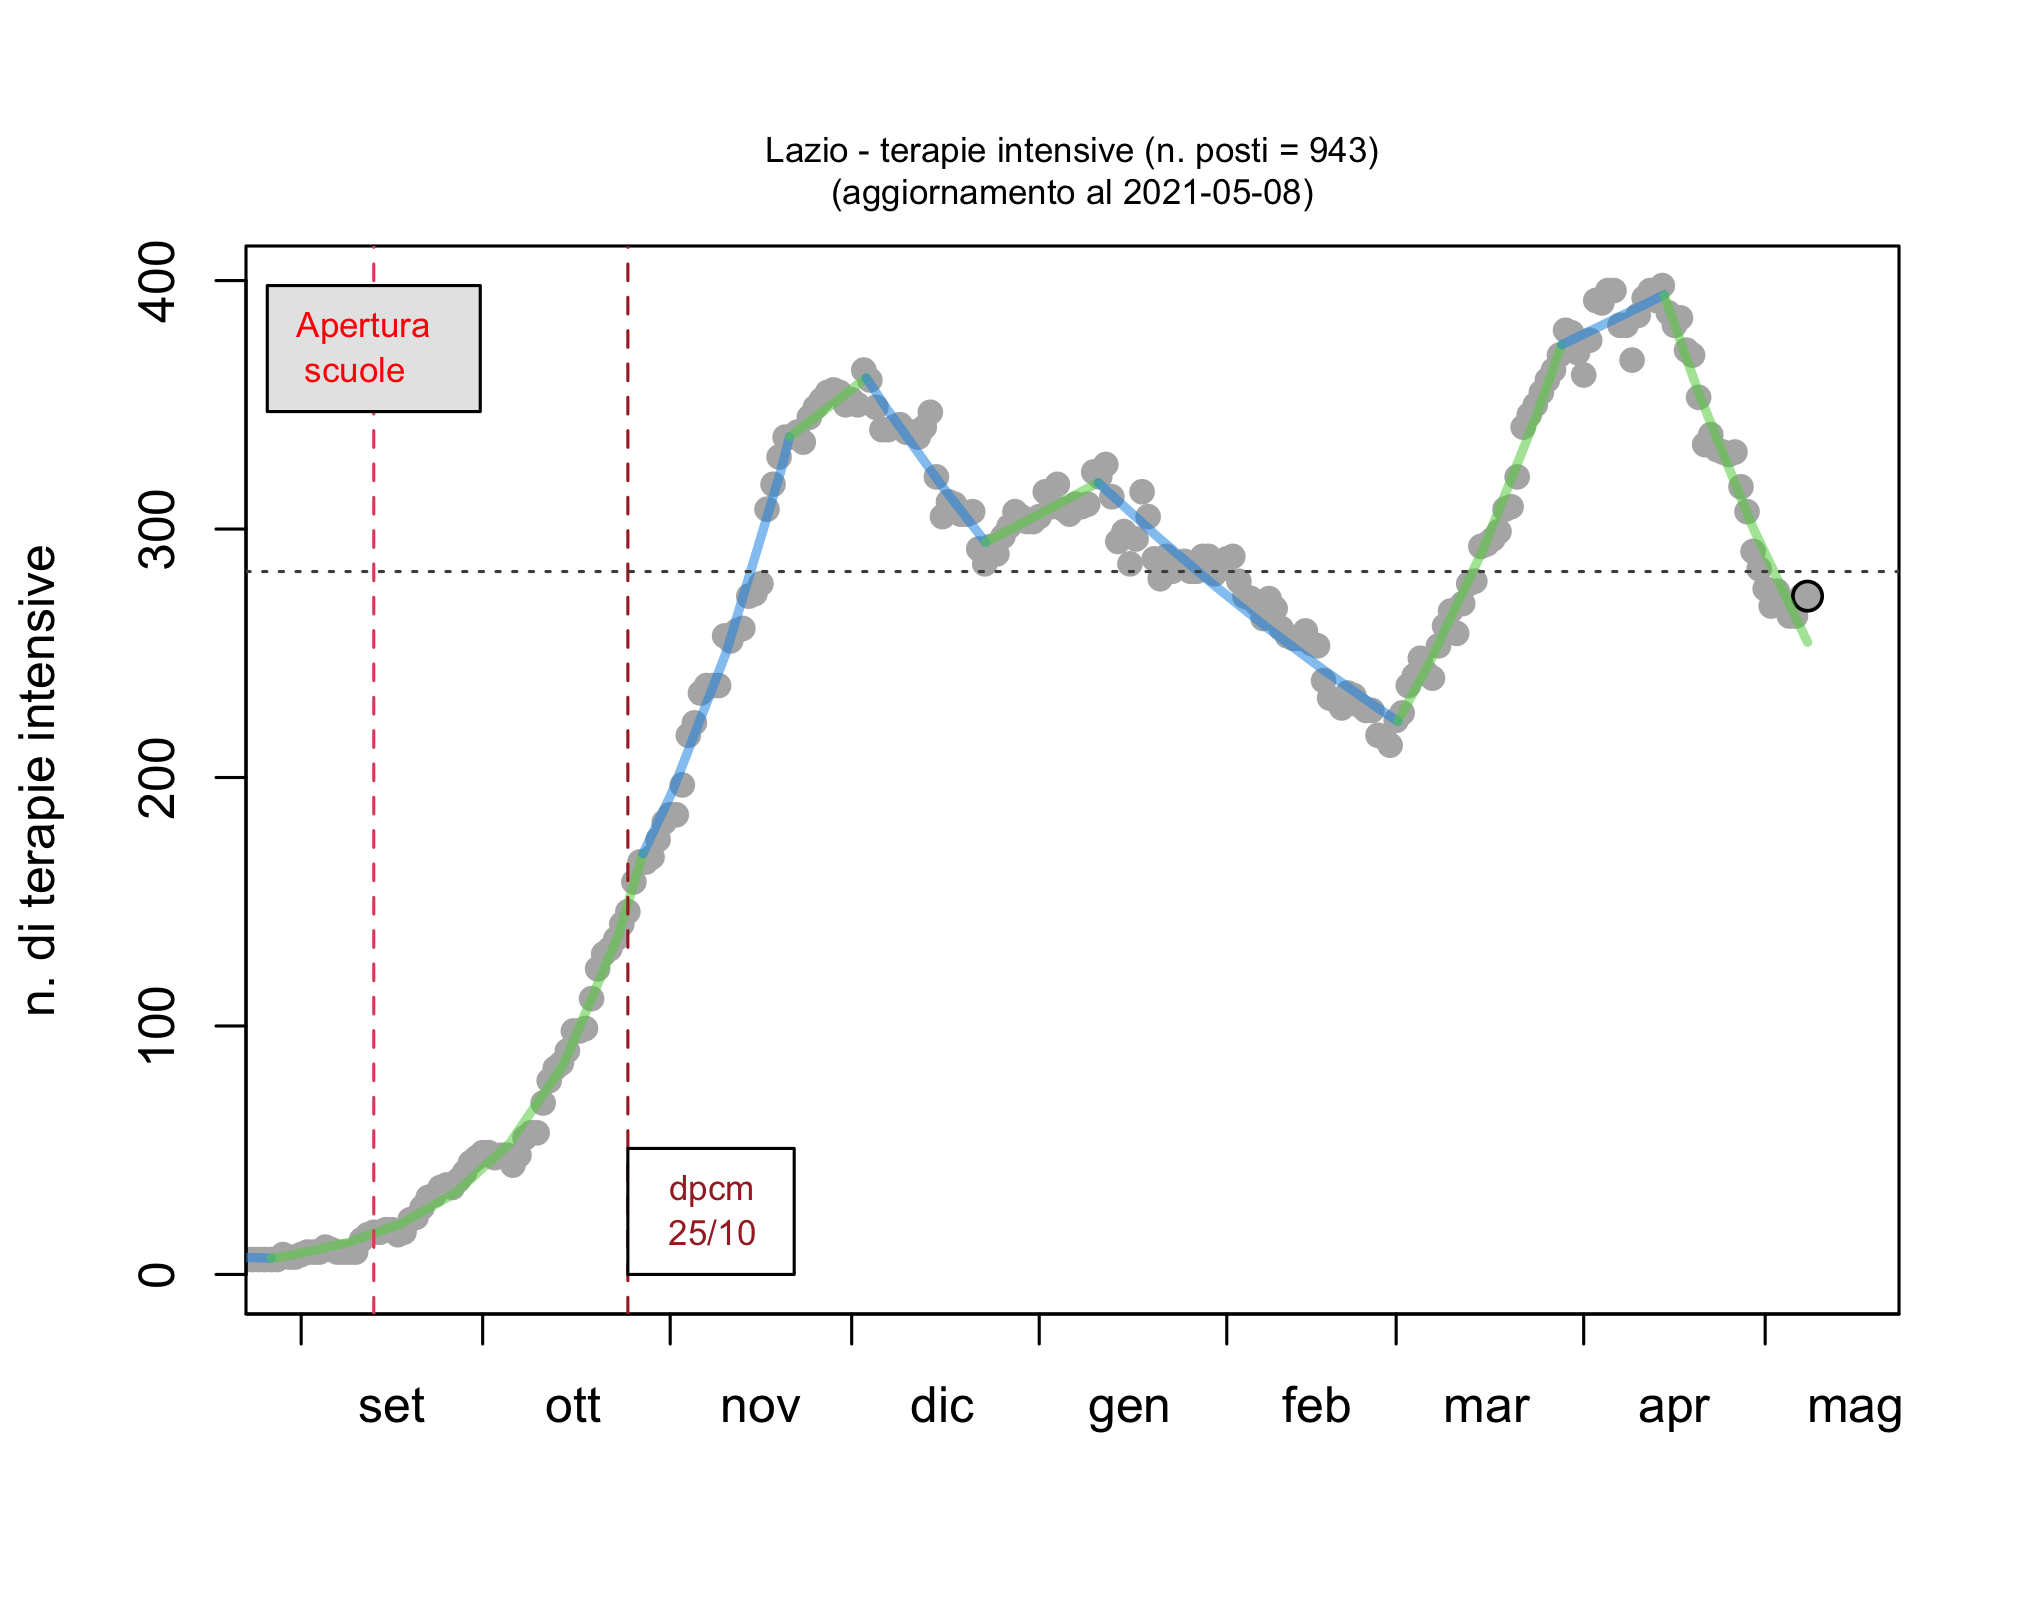 Lazio - terapie intensive (n. posti = 943)
(aggiornamento al 2021-05-08)
n. di terapie intensive
400
300
200
100
0
Apertura
scuole
dpcm
25/10
set ott nov dic gen feb mar apr mag